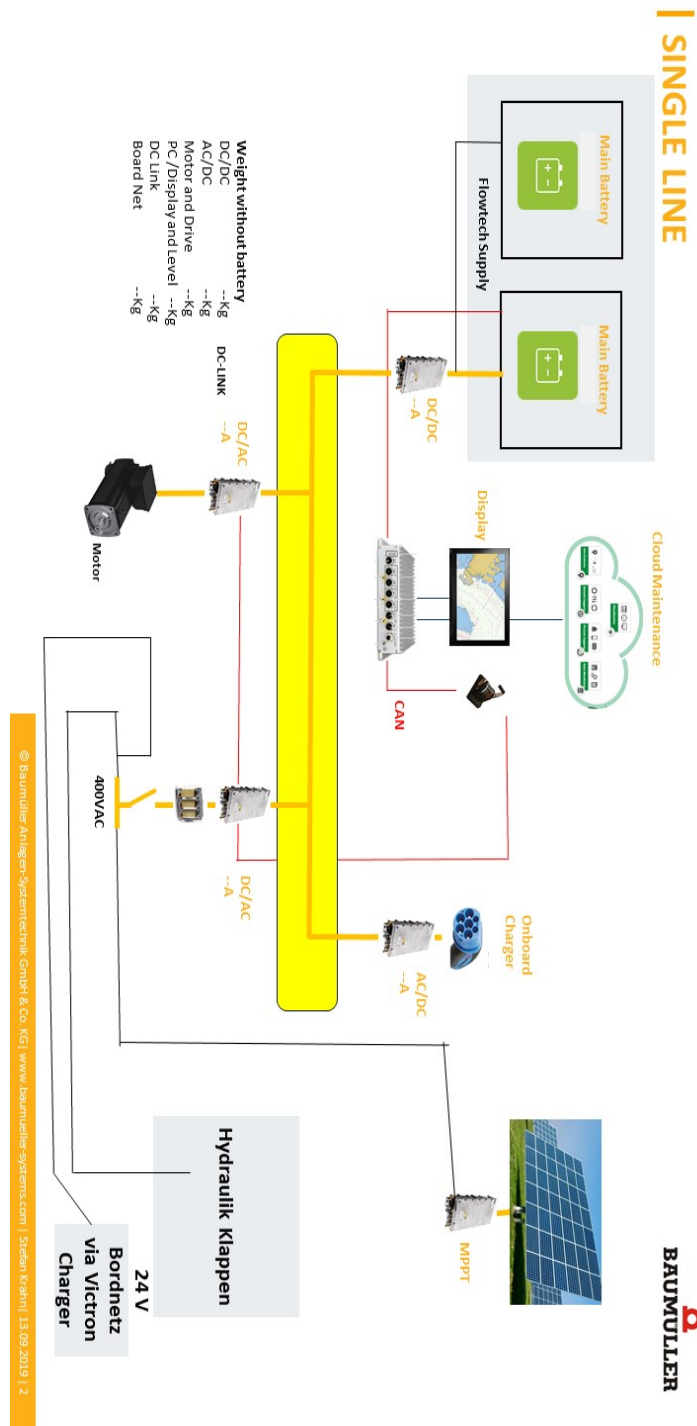 SINGLE LINE
BAUMÜLLER
Main Battery
Main Battery
Flowtech Supply
Cloud Maintenance
Display
DC/DC
--A
CAN
Onboard
Charger
AC/DC
--A
MPPT
Weight without battery
DC/DC --Kg
AC/DC --Kg
Motor and Drive --Kg
PC /Display and Level --Kg
DC Link --Kg
Board Net --Kg
DC-LINK
DC/AC
--A
Motor
DC/AC
--A
400VAC
Hydraulik Klappen
24 V
Bordnetz
via Victron
Charger
© Baumüller Anlagen-Systemtechnik GmbH & Co. KG | www.baumueller-systems.com | Stefan Krahn | 13.09.2019 | 2